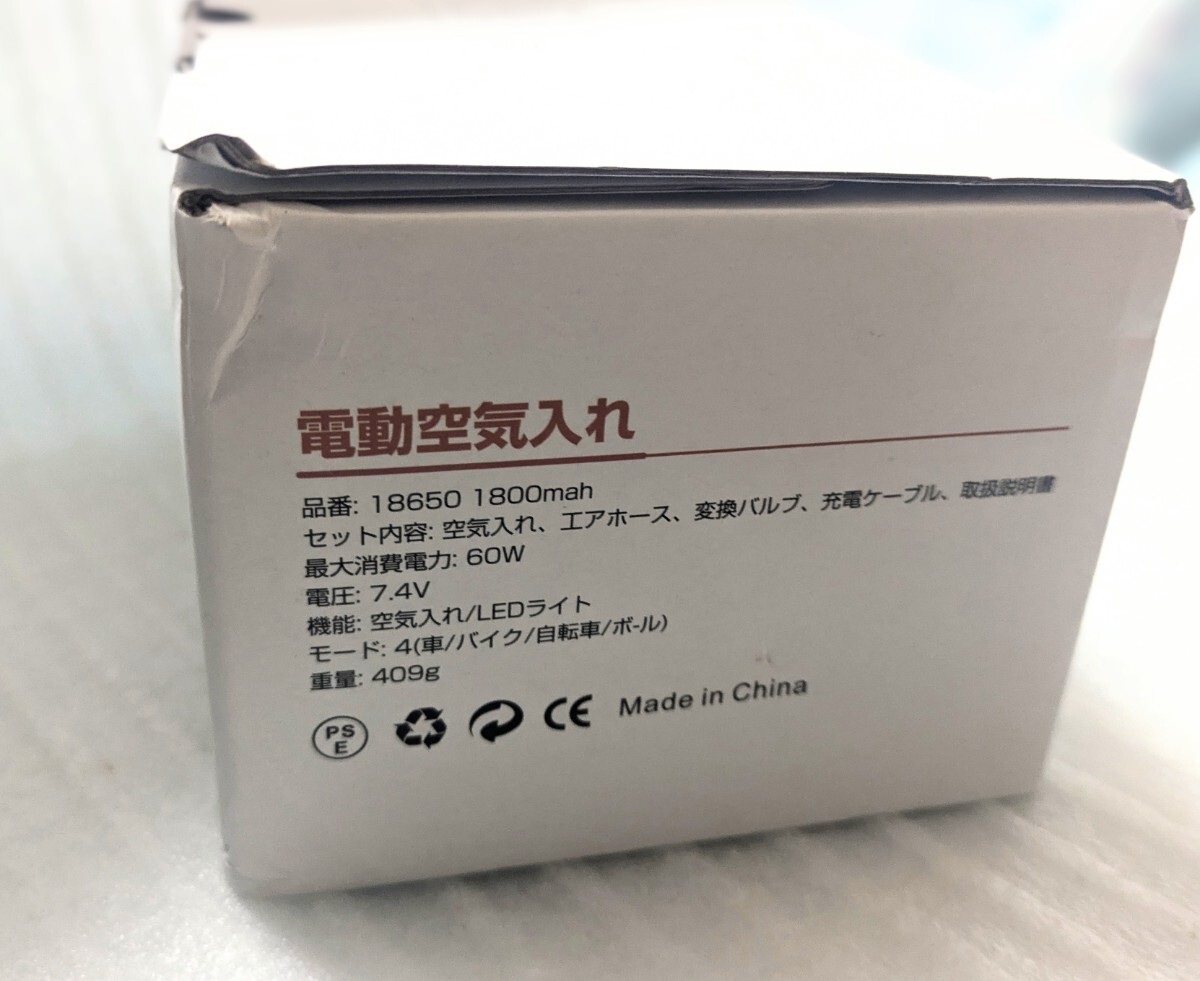 電動空気入れ
品番: 18650 1800mah
セット内容: 空気入れ、エアホース、変換バルブ、充電ケーブル、取扱説明書
最大消費電力: 60W
電圧: 7.4V
機能: 空気入れ/LEDライト
モード: 4(車/バイク/自転車/ボール)
重量: 409g
PS
E
CE Made in China